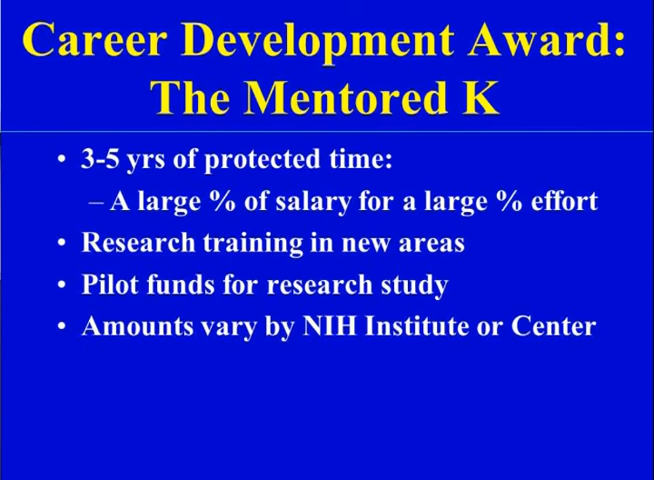 Career Development Award:
The Mentored K
• 3-5 yrs of protected time:
– A large % of salary for a large % effort
• Research training in new areas
• Pilot funds for research study
• Amounts vary by NIH Institute or Center